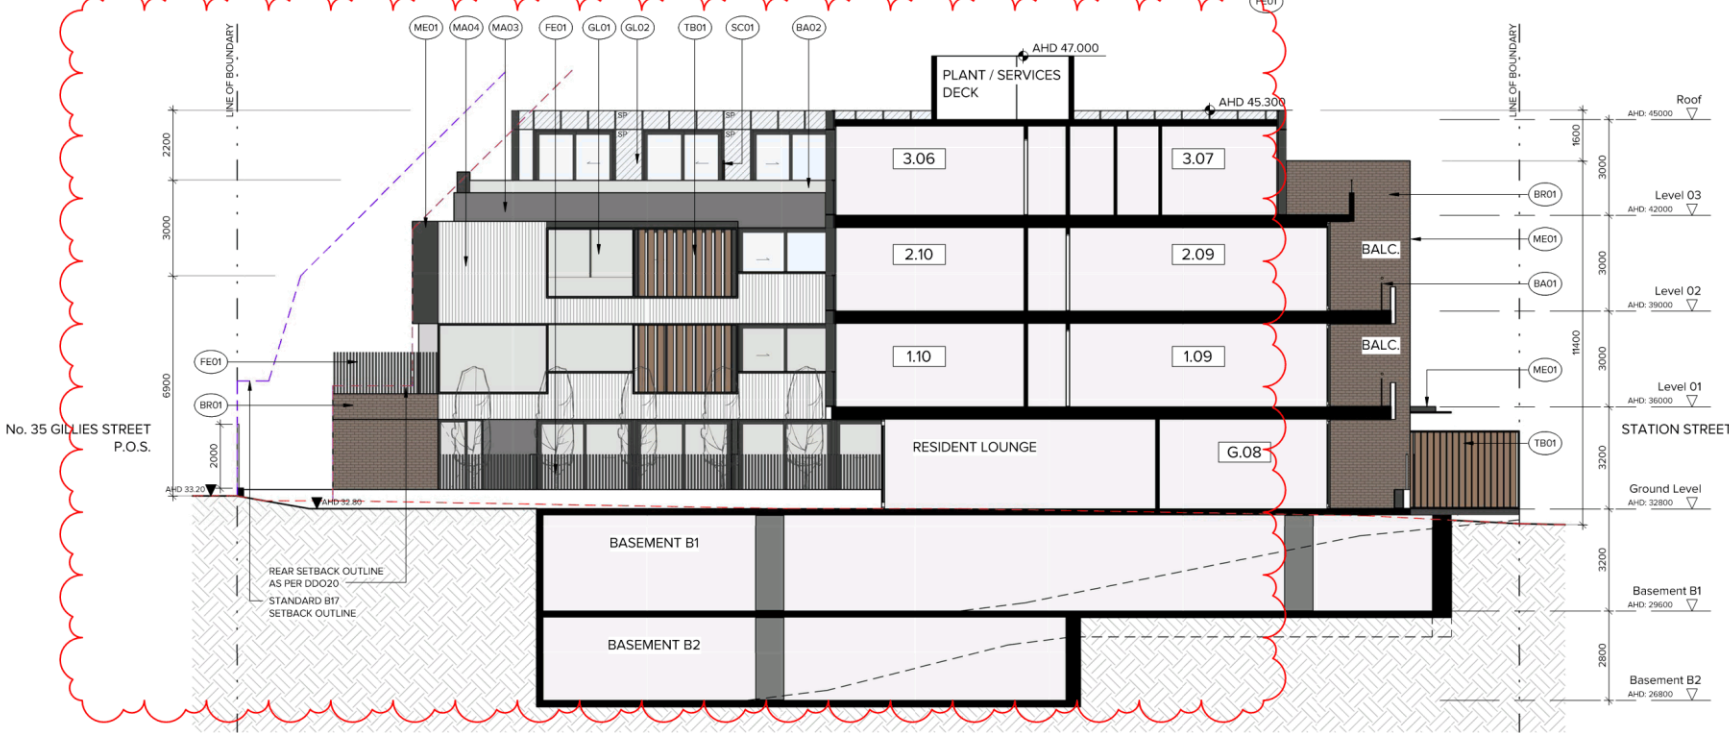 FE01
LINE OF BOUNDARY
ME01
MA04
MA03
FE01
GL01
GL02
TB01
SC01
BA02
AHD 47.000
PLANT / SERVICES
DECK
AHD 45.300
LINE OF BOUNDARY
Roof
AHD: 45000
SP
SP
SP
SP
2200
3.06
3.07
1600
3000
BR01
Level 03
AHD: 42000
3000
2.10
2.09
BALC.
ME01
3000
BA01
Level 02
AHD: 39000
FE01
1.10
1.09
BALC.
11400
3000
ME01
6900
BR01
Level 01
AHD: 36000
No. 35 GILLIES STREET
P.O.S.
2000
RESIDENT LOUNGE
G.08
TB01
3200
STATION STREET
AHD 33.20
AHD 32.80
Ground Level
AHD: 32800
BASEMENT B1
REAR SETBACK OUTLINE
AS PER DDO20
STANDARD B17
SETBACK OUTLINE
3200
Basement B1
AHD: 29600
BASEMENT B2
2800
Basement B2
AHD: 26800